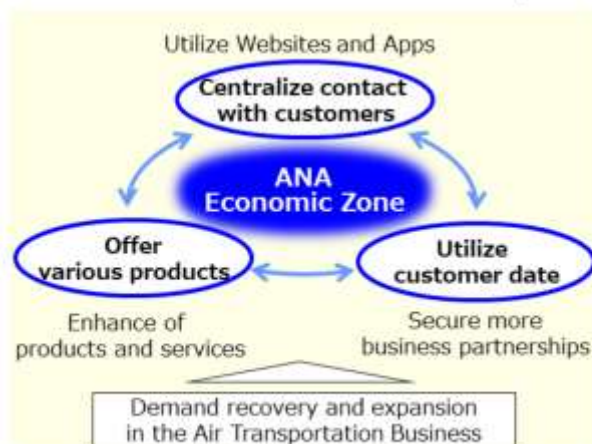 Utilize Websites and Apps
Centralize contact
with customers
ANA
Economic Zone
Offer
various products
Utilize
customer date
Enhance of
products and services
Secure more
business partnerships
Demand recovery and expansion
in the Air Transportation Business